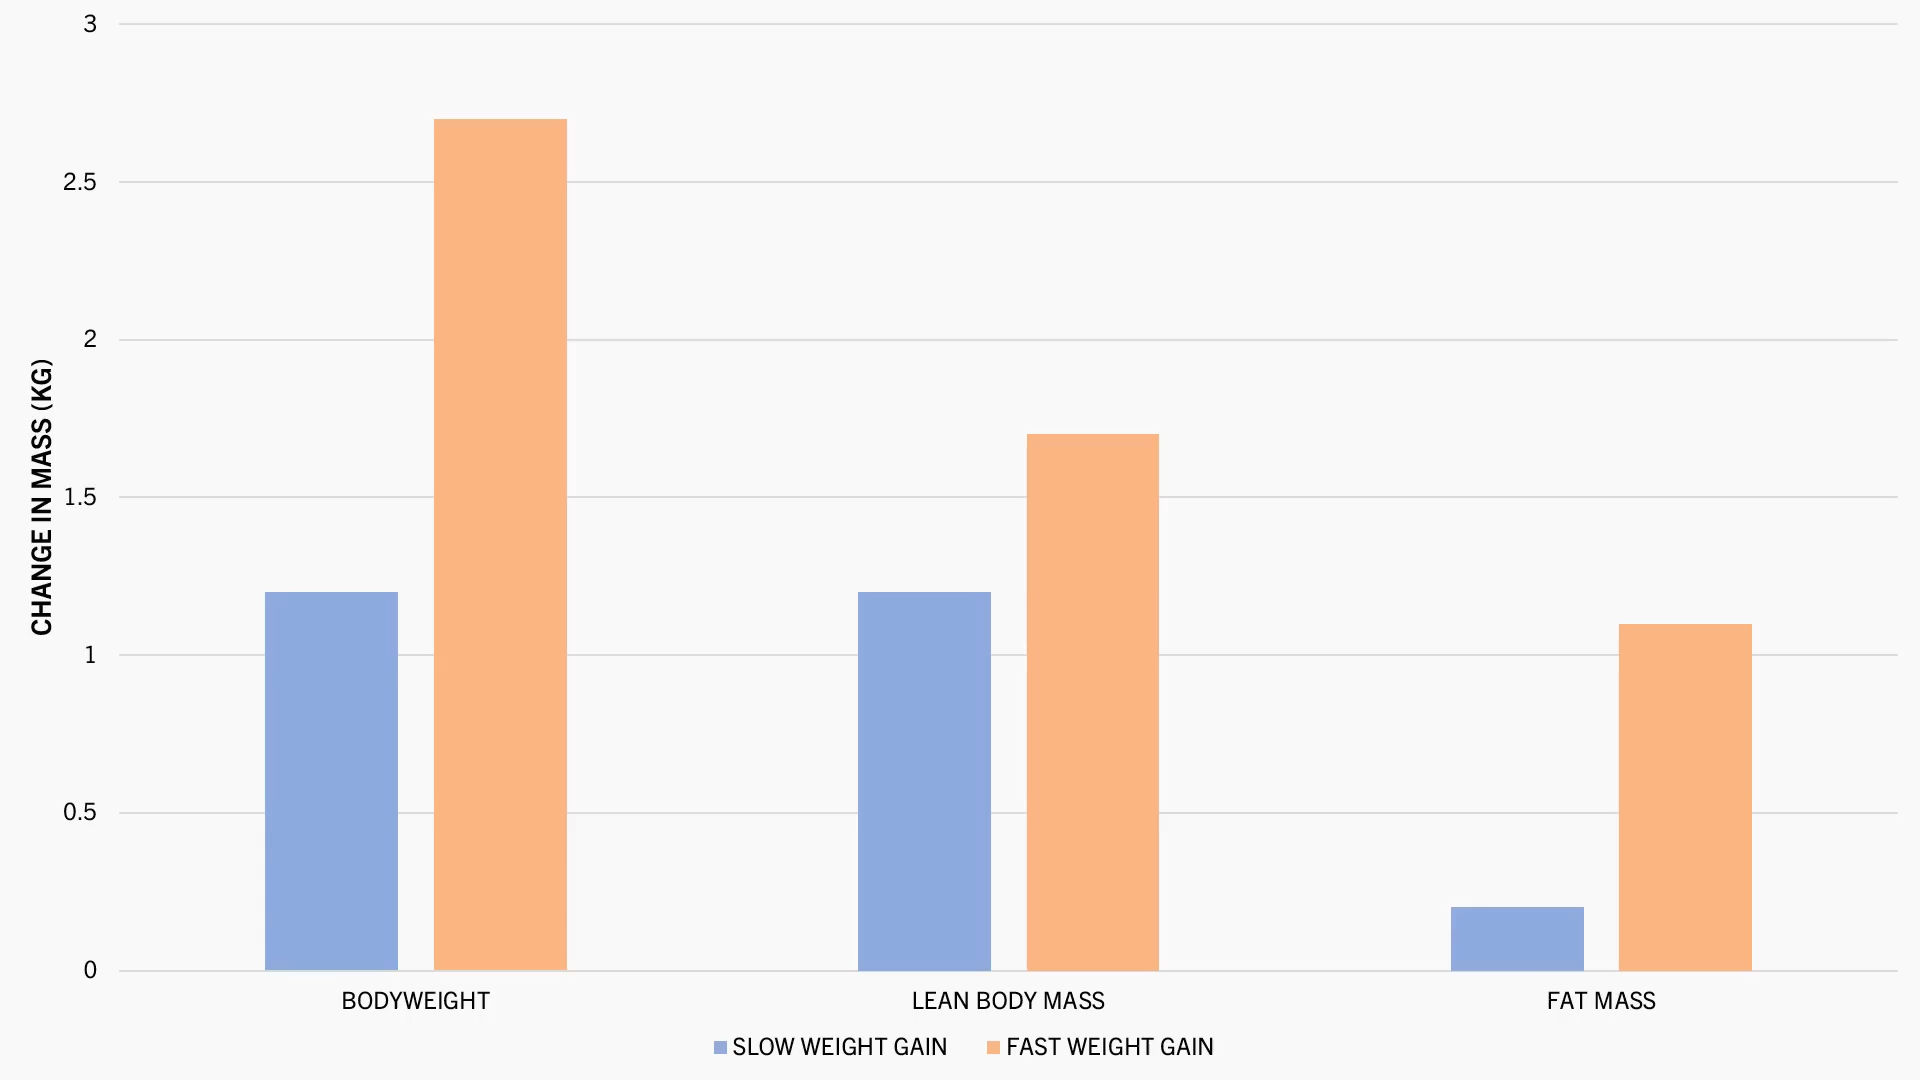 3
2.5
2
1.5
1
0.5
0
CHANGE IN MASS (KG)
BODYWEIGHT
LEAN BODY MASS
FAT MASS
SLOW WEIGHT GAIN
FAST WEIGHT GAIN